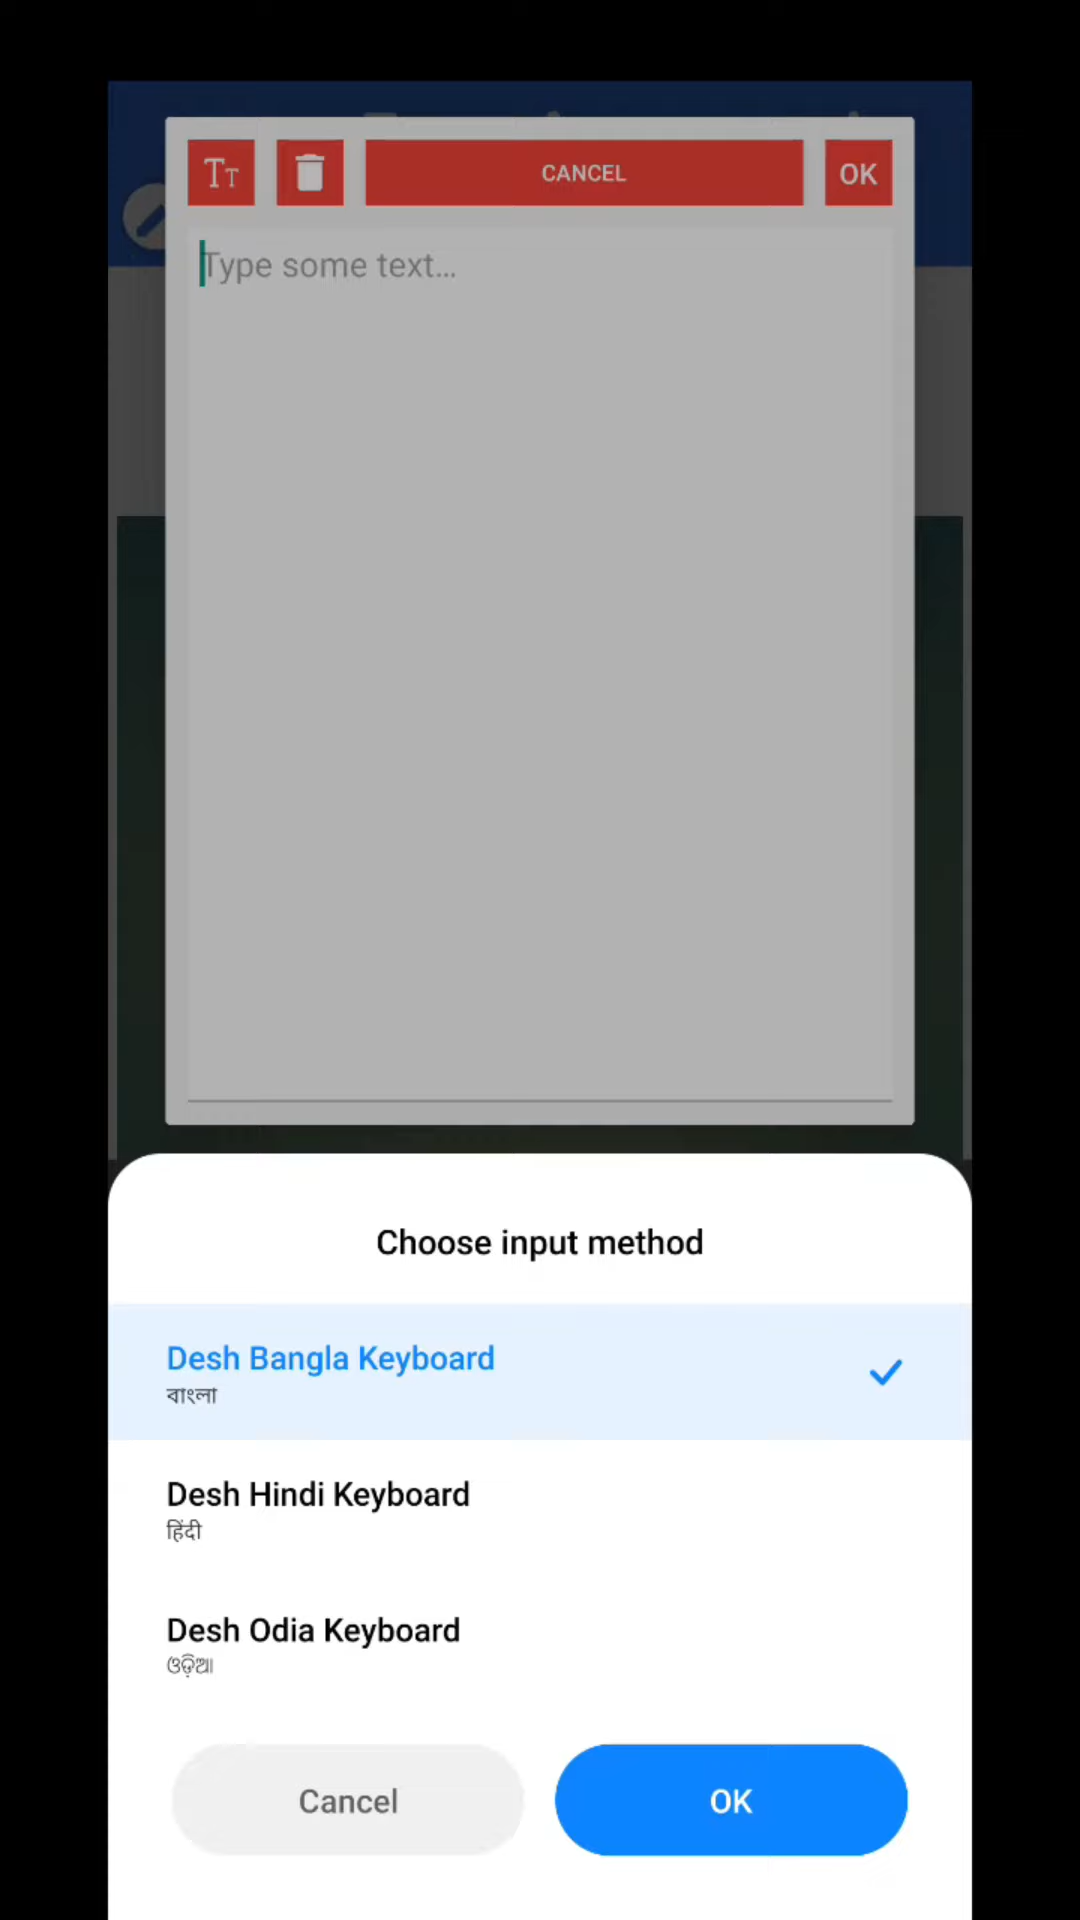 Tт
CANCEL
OK
Type some text...
Choose input method
Desh Bangla Keyboard
বাংলা
Desh Hindi Keyboard
हिंदी
Desh Odia Keyboard
ଓଡ଼ିଆ
Cancel
OK